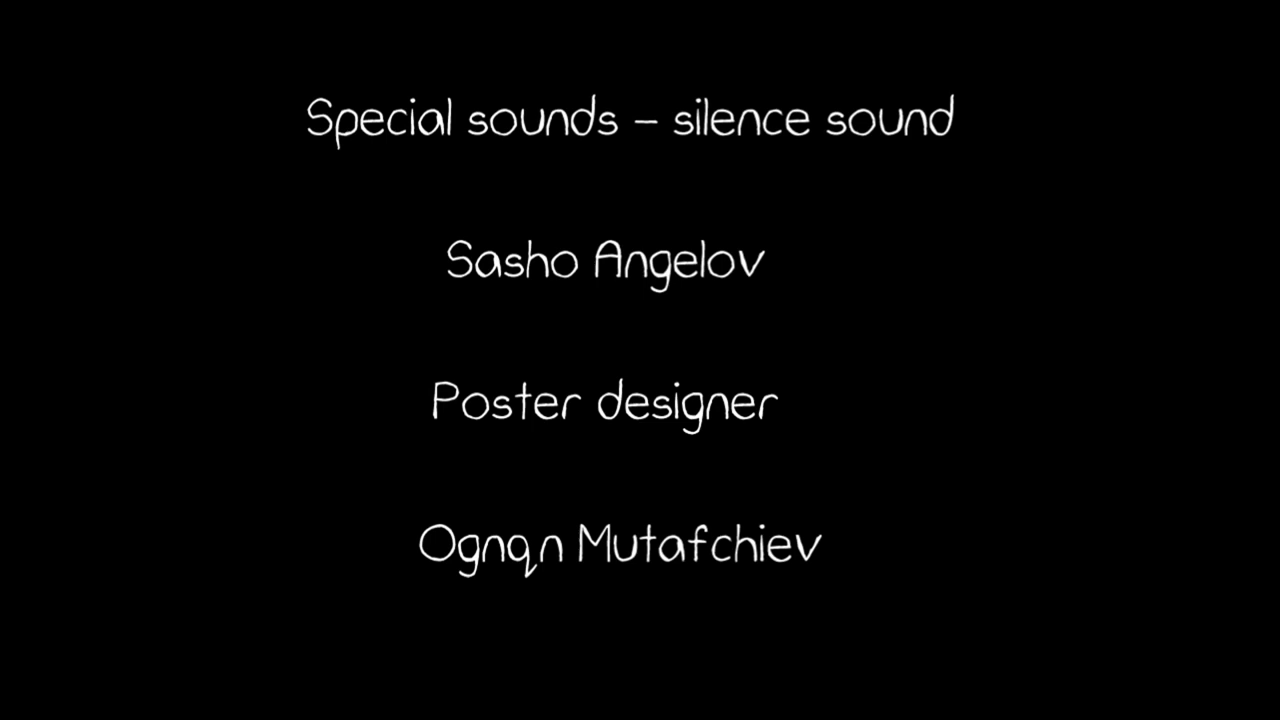 Special sounds - silence sound
Sasho Angelov
Poster designer
Ognqn Mutafchiev